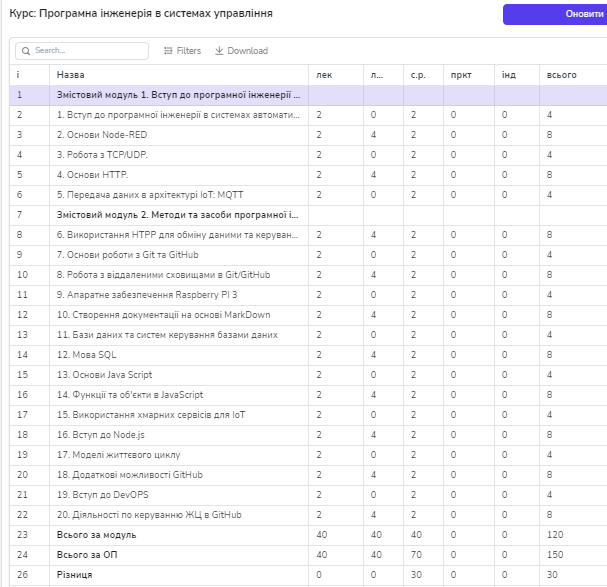 Курс: Програмна інженерія в системах управління
Оновити
Search...
Filters
Download
і Назва лек л... с.р. пркт інд всього
1 Змістовий модуль 1. Вступ до програмної інженерії ...
2 1. Вступ до програмної інженерії в системах автомати... 2 0 2 0 0 4
3 2. Основи Node-RED 2 4 2 0 0 8
4 3. Робота з TCP/UDP. 2 0 2 0 0 4
5 4. Основи HTTP. 2 4 2 0 0 8
6 5. Передача даних в архітектурі IoT: MQTT 2 0 2 0 0 4
7 Змістовий модуль 2. Методи та засоби програмної і...
8 6. Використання HTPP для обміну даними та керуван... 2 4 2 0 0 8
9 7. Основи роботи з Git та GitHub 2 0 2 0 0 4
10 8. Робота з віддаленими сховищами в Git/GitHub 2 4 2 0 0 8
11 9. Апаратне забезпечення Raspberry PI 3 2 0 2 0 0 4
12 10. Створення документації на основі MarkDown 2 4 2 0 0 8
13 11. Бази даних та систем керування базами даних 2 0 2 0 0 4
14 12. Мова SQL 2 4 2 0 0 8
15 13. Основи Java Script 2 0 2 0 0 4
16 14. Функції та об'єкти в JavaScript 2 4 2 0 0 8
17 15. Використання хмарних сервісів для IoT 2 0 2 0 0 4
18 16. Вступ до Node.js 2 4 2 0 0 8
19 17. Моделі життєвого циклу 2 0 2 0 0 4
20 18. Додаткові можливості GitHub 2 4 2 0 0 8
21 19. Вступ до DevOPS 2 0 2 0 0 4
22 20. Діяльності по керуванню ЖЦ в GitHub 2 4 2 0 0 8
23 Всього за модуль 40 40 40 0 0 120
24 Всього за ОП 40 40 70 0 0 150
26 Різниця 0 0 30 0 0 30